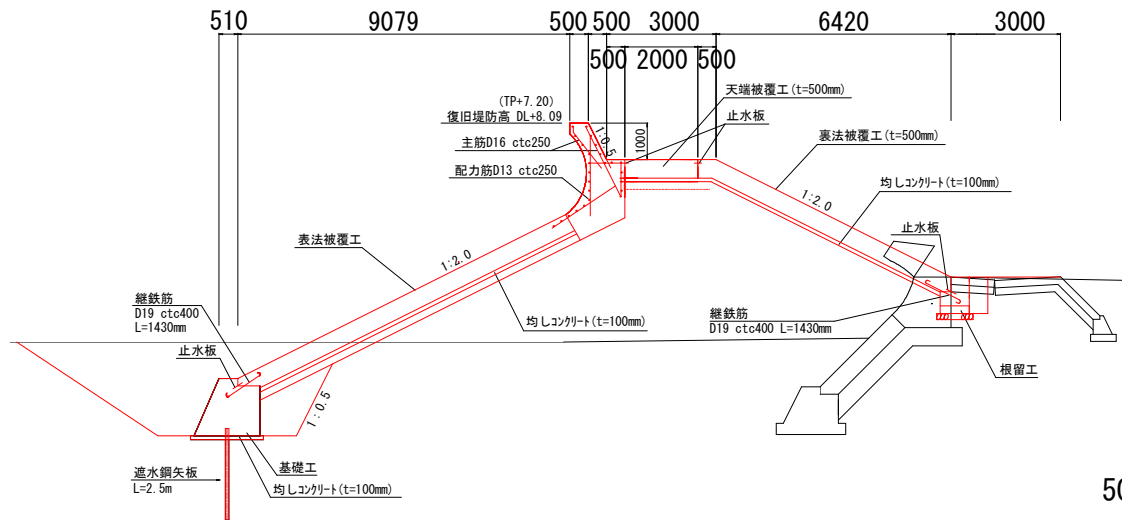 510 9079 500 500 3000 6420 3000
500 2000 500
天端被覆工(t=500mm)
(TP+7.20)
復旧堤防高 DL+8.09
止水板
1:0.5
1000
裏法被覆工(t=500mm)
主筋D16 ctc250
配力筋D13 ctc250
均しコンクリート(t=100mm)
1:2.0
止水板
表法被覆工
1:2.0
継鉄筋
D19 ctc400
L=1430mm
均しコンクリート(t=100mm)
継鉄筋
D19 ctc400 L=1430mm
止水板
根留工
1:0.5
基礎工
遮水鋼矢板
L=2.5m
均しコンクリート(t=100mm)
50